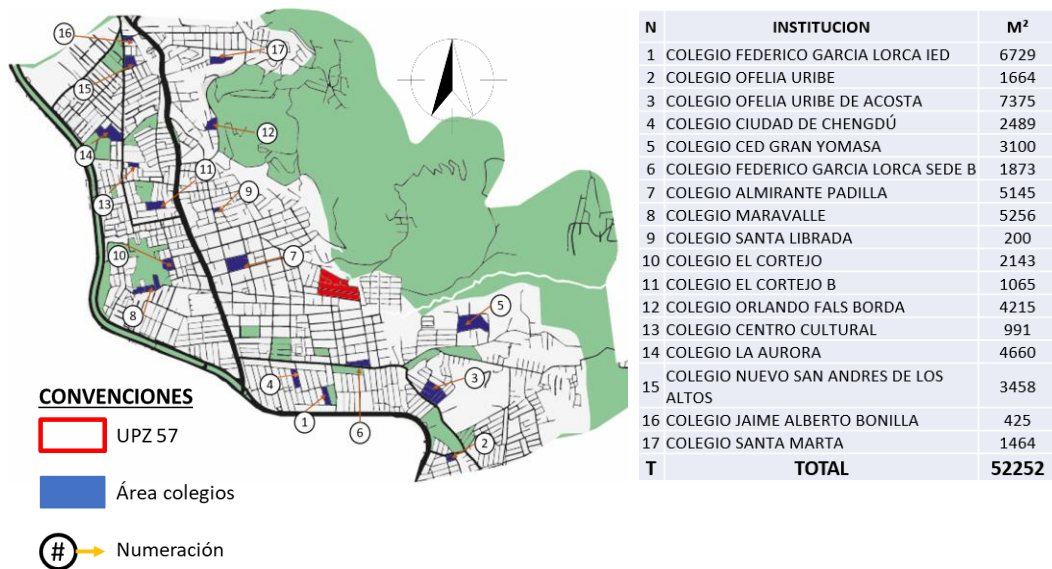 16
17
15
12
14
11
13
9
10
7
8
5
4
3
1
6
2
CONVENCIONES
UPZ 57
Área colegios
# Numeración
N INSTITUCION M²
1 COLEGIO FEDERICO GARCIA LORCA IED 6729
2 COLEGIO OFELIA URIBE 1664
3 COLEGIO OFELIA URIBE DE ACOSTA 7375
4 COLEGIO CIUDAD DE CHENGDÚ 2489
5 COLEGIO CED GRAN YOMASA 3100
6 COLEGIO FEDERICO GARCIA LORCA SEDE B 1873
7 COLEGIO ALMIRANTE PADILLA 5145
8 COLEGIO MARAVALLE 5256
9 COLEGIO SANTA LIBRADA 200
10 COLEGIO EL CORTEJO 2143
11 COLEGIO EL CORTEJO B 1065
12 COLEGIO ORLANDO FALS BORDA 4215
13 COLEGIO CENTRO CULTURAL 991
14 COLEGIO LA AURORA 4660
15 COLEGIO NUEVO SAN ANDRES DE LOS
ALTOS 3458
16 COLEGIO JAIME ALBERTO BONILLA 425
17 COLEGIO SANTA MARTA 1464
T TOTAL 52252